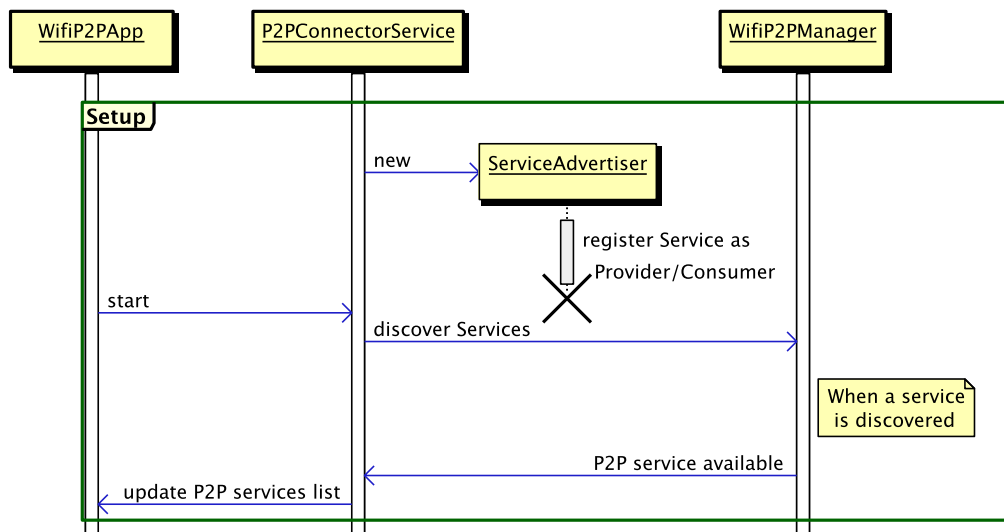 WifiP2PApp
P2PConnectorService
WifiP2PManager
Setup
new
ServiceAdvertiser
register Service as
Provider/Consumer
start
discover Services
When a service
is discovered
P2P service available
update P2P services list